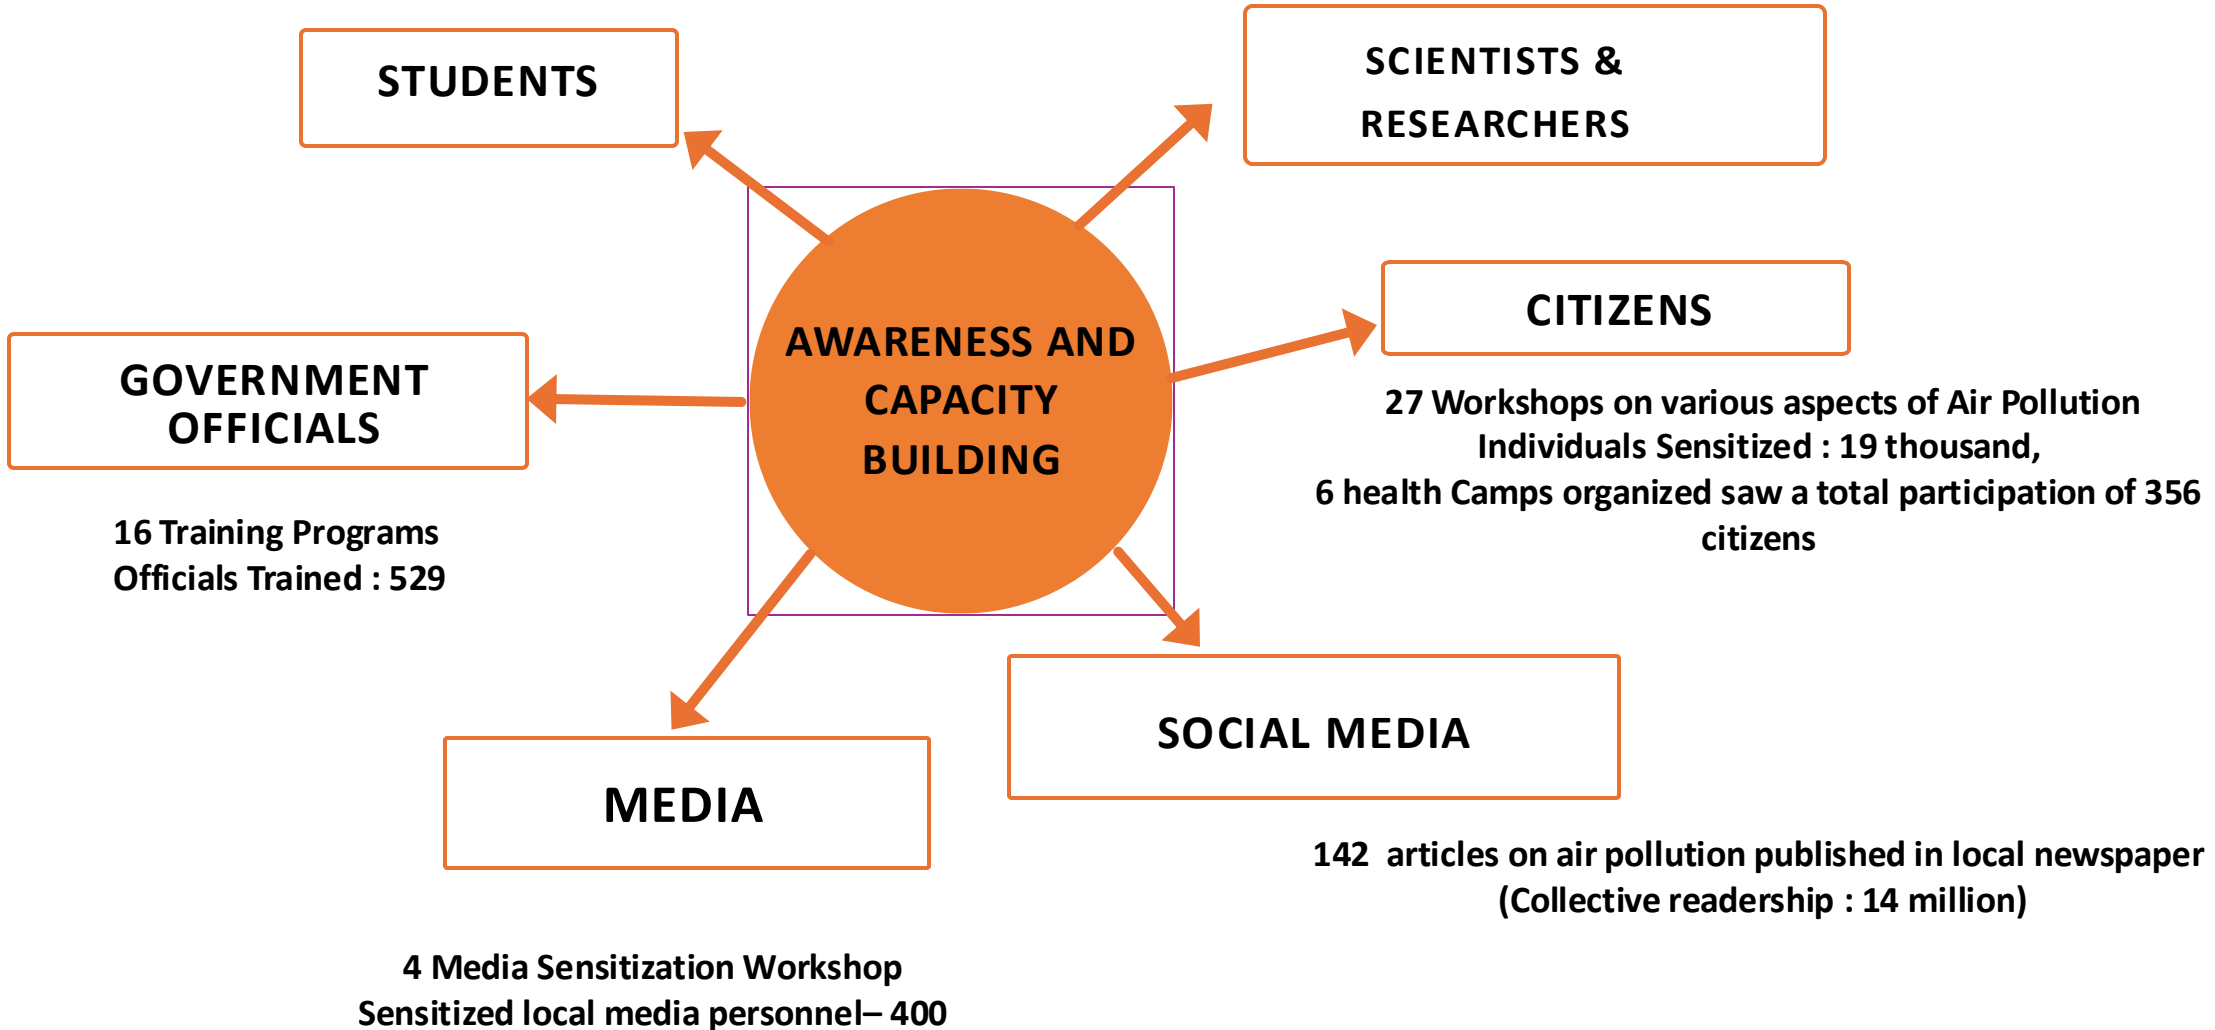 STUDENTS
SCIENTISTS &
RESEARCHERS
AWARENESS AND
CAPACITY
BUILDING
CITIZENS
27 Workshops on various aspects of Air Pollution
Individuals Sensitized : 19 thousand,
6 health Camps organized saw a total participation of 356
citizens
GOVERNMENT
OFFICIALS
16 Training Programs
Officials Trained : 529
SOCIAL MEDIA
142 articles on air pollution published in local newspaper
(Collective readership : 14 million)
MEDIA
4 Media Sensitization Workshop
Sensitized local media personnel– 400